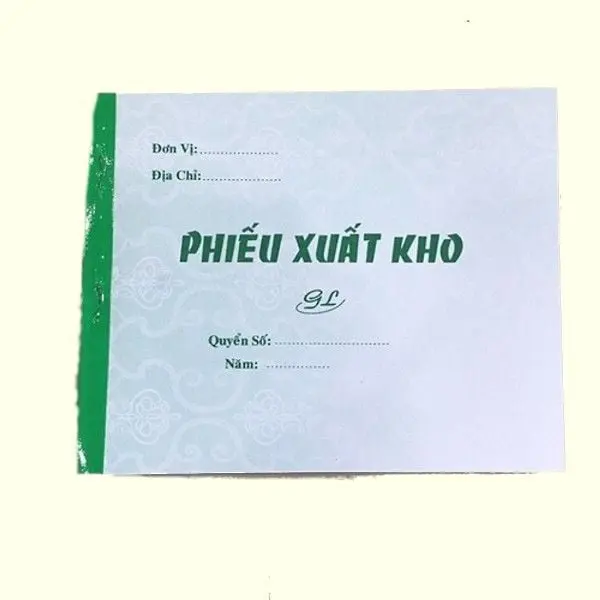 Đơn Vị:....................
Địa Chỉ:....................
PHIẾU XUẤT KHO
GL
Quyển Số:..............................
Năm: ................